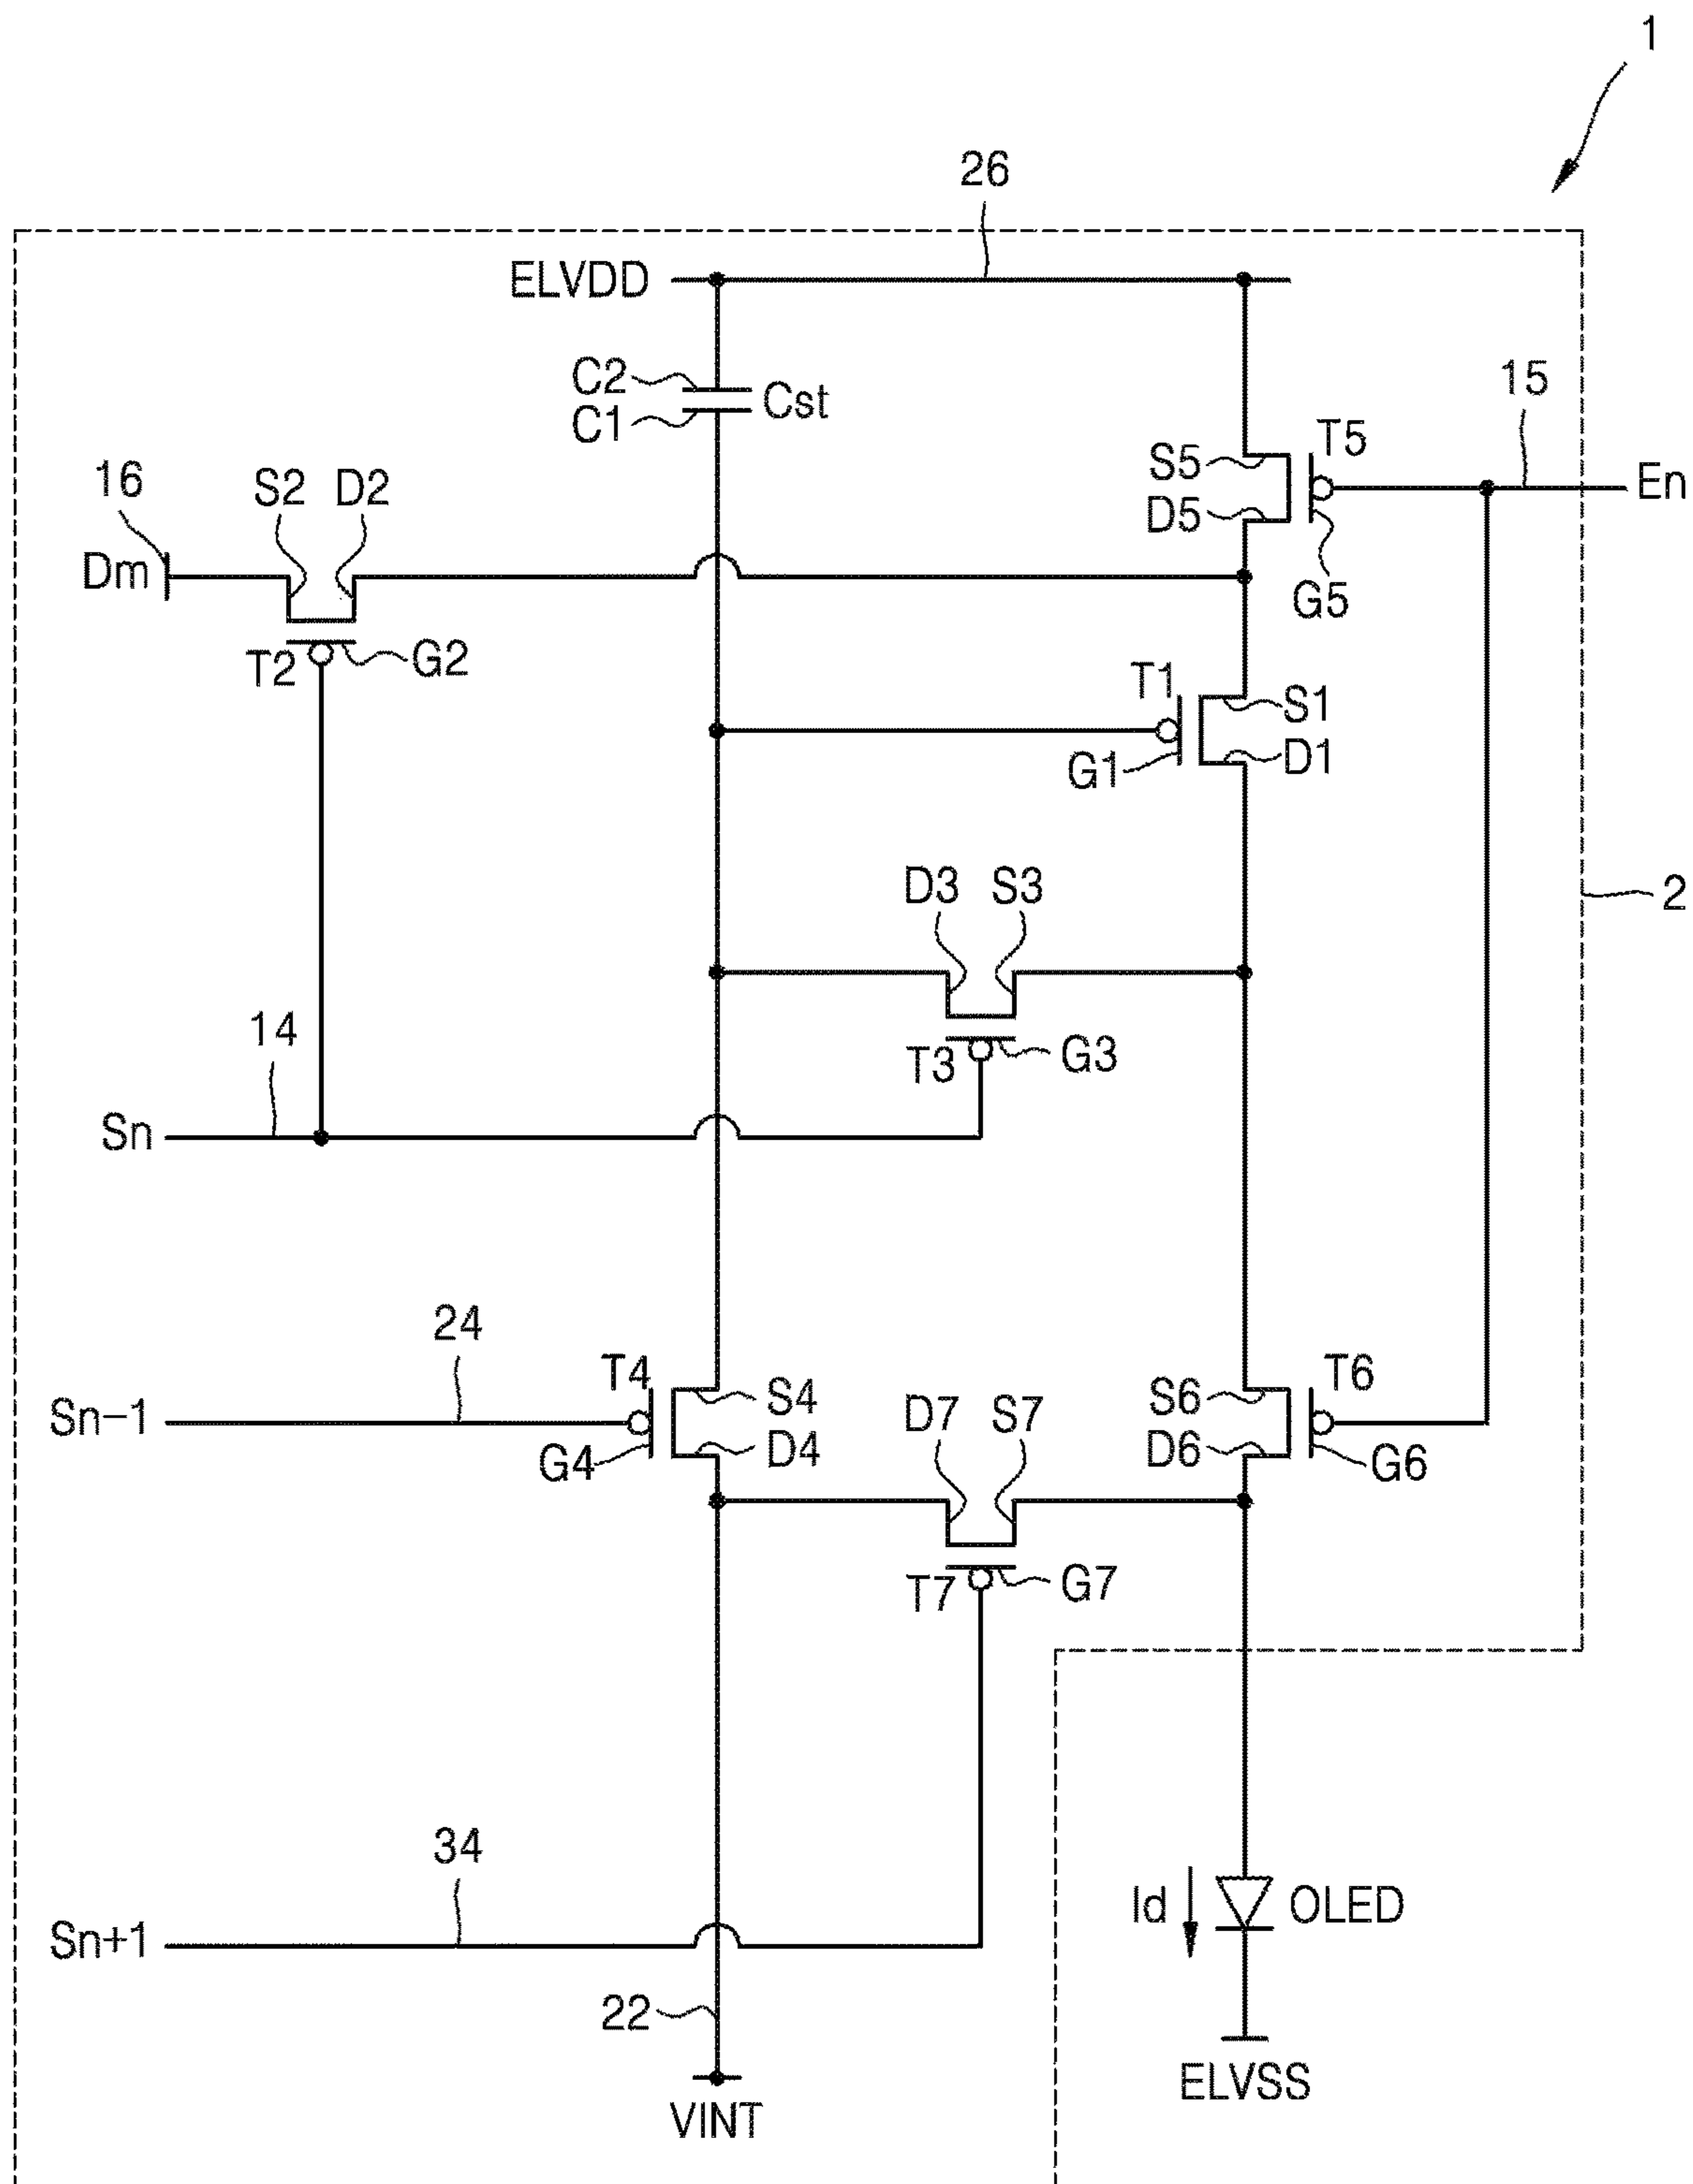 1
26
ELVDD
C2
Cst
C1
15
T5
S5
En
16
S2
D2
D5
Dm
G5
T2
G2
T1
S1
G1
D1
D3
S3
2
14
T3
G3
Sn
24
T4
T6
S4
D7
S7
S6
Sn-1
G4
D4
D6
G6
T7
G7
34
Id
OLED
Sn+1
22
ELVSS
VINT